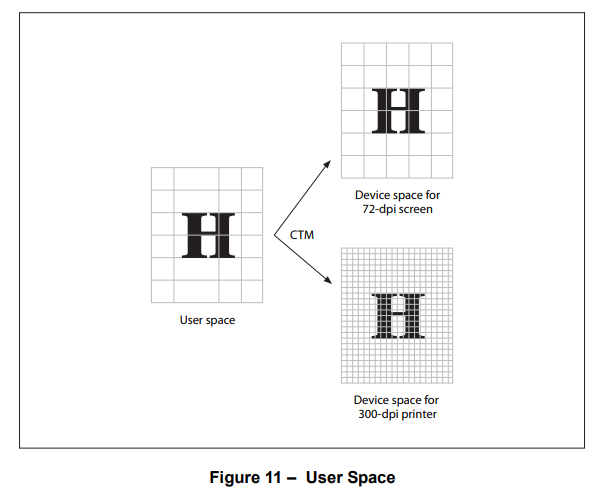 H
Device space for
72-dpi screen
H
CTM
User space
H
Device space for
300-dpi printer
Figure 11 – User Space